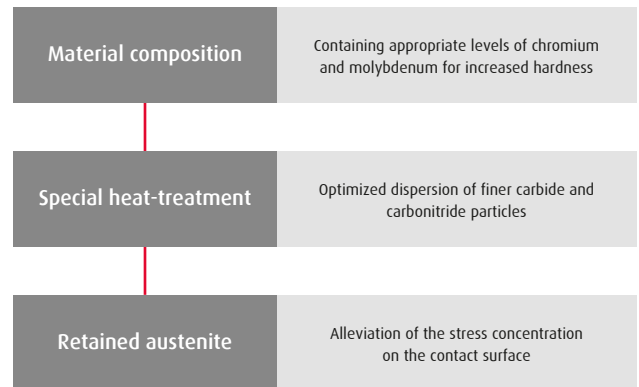 Material composition
Containing appropriate levels of chromium
and molybdenum for increased hardness
Special heat-treatment
Optimized dispersion of finer carbide and
carbonitride particles
Retained austenite
Alleviation of the stress concentration
on the contact surface